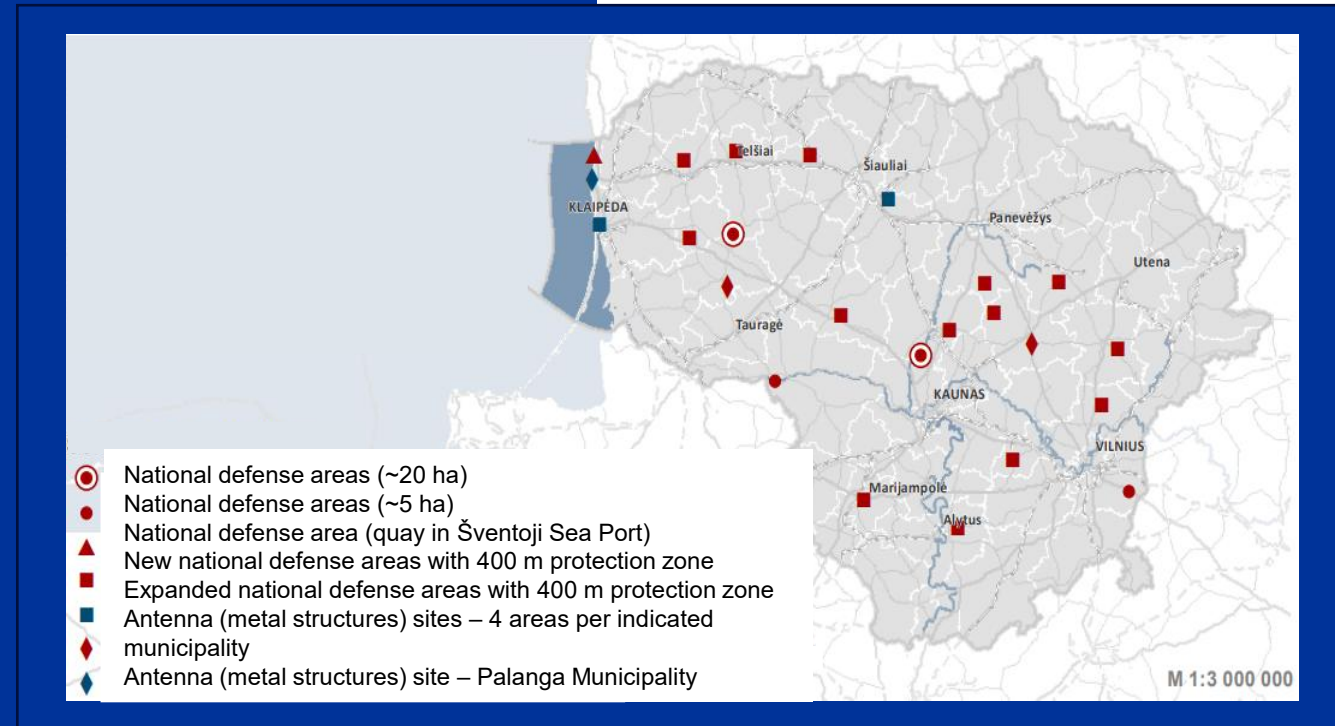 Telšiai
Šiauliai
KLAIPĖDA
Panevėžys
Utena
Tauragė
KAUNAS
VILNIUS
Marijampolė
Alytus
National defense areas (~20 ha)
National defense areas (~5 ha)
National defense area (quay in Šventoji Sea Port)
New national defense areas with 400 m protection zone
Expanded national defense areas with 400 m protection zone
Antenna (metal structures) sites – 4 areas per indicated
municipality
Antenna (metal structures) site – Palanga Municipality
M 1:3 000 000